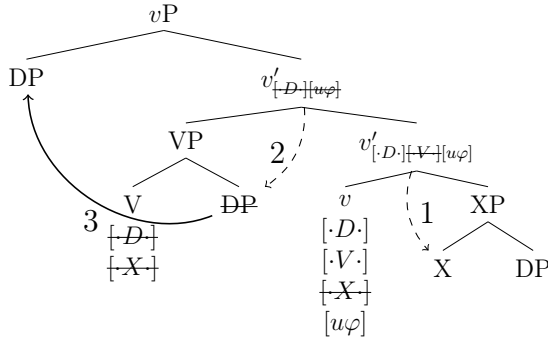 vP
DP v′[·D·][uφ]
VP 2 v′[·D·][·V·][uφ]
V DP v 1 XP
3 [·D·] [·D·]
[·X·] [·V·] X DP
[·X·]
[uφ]